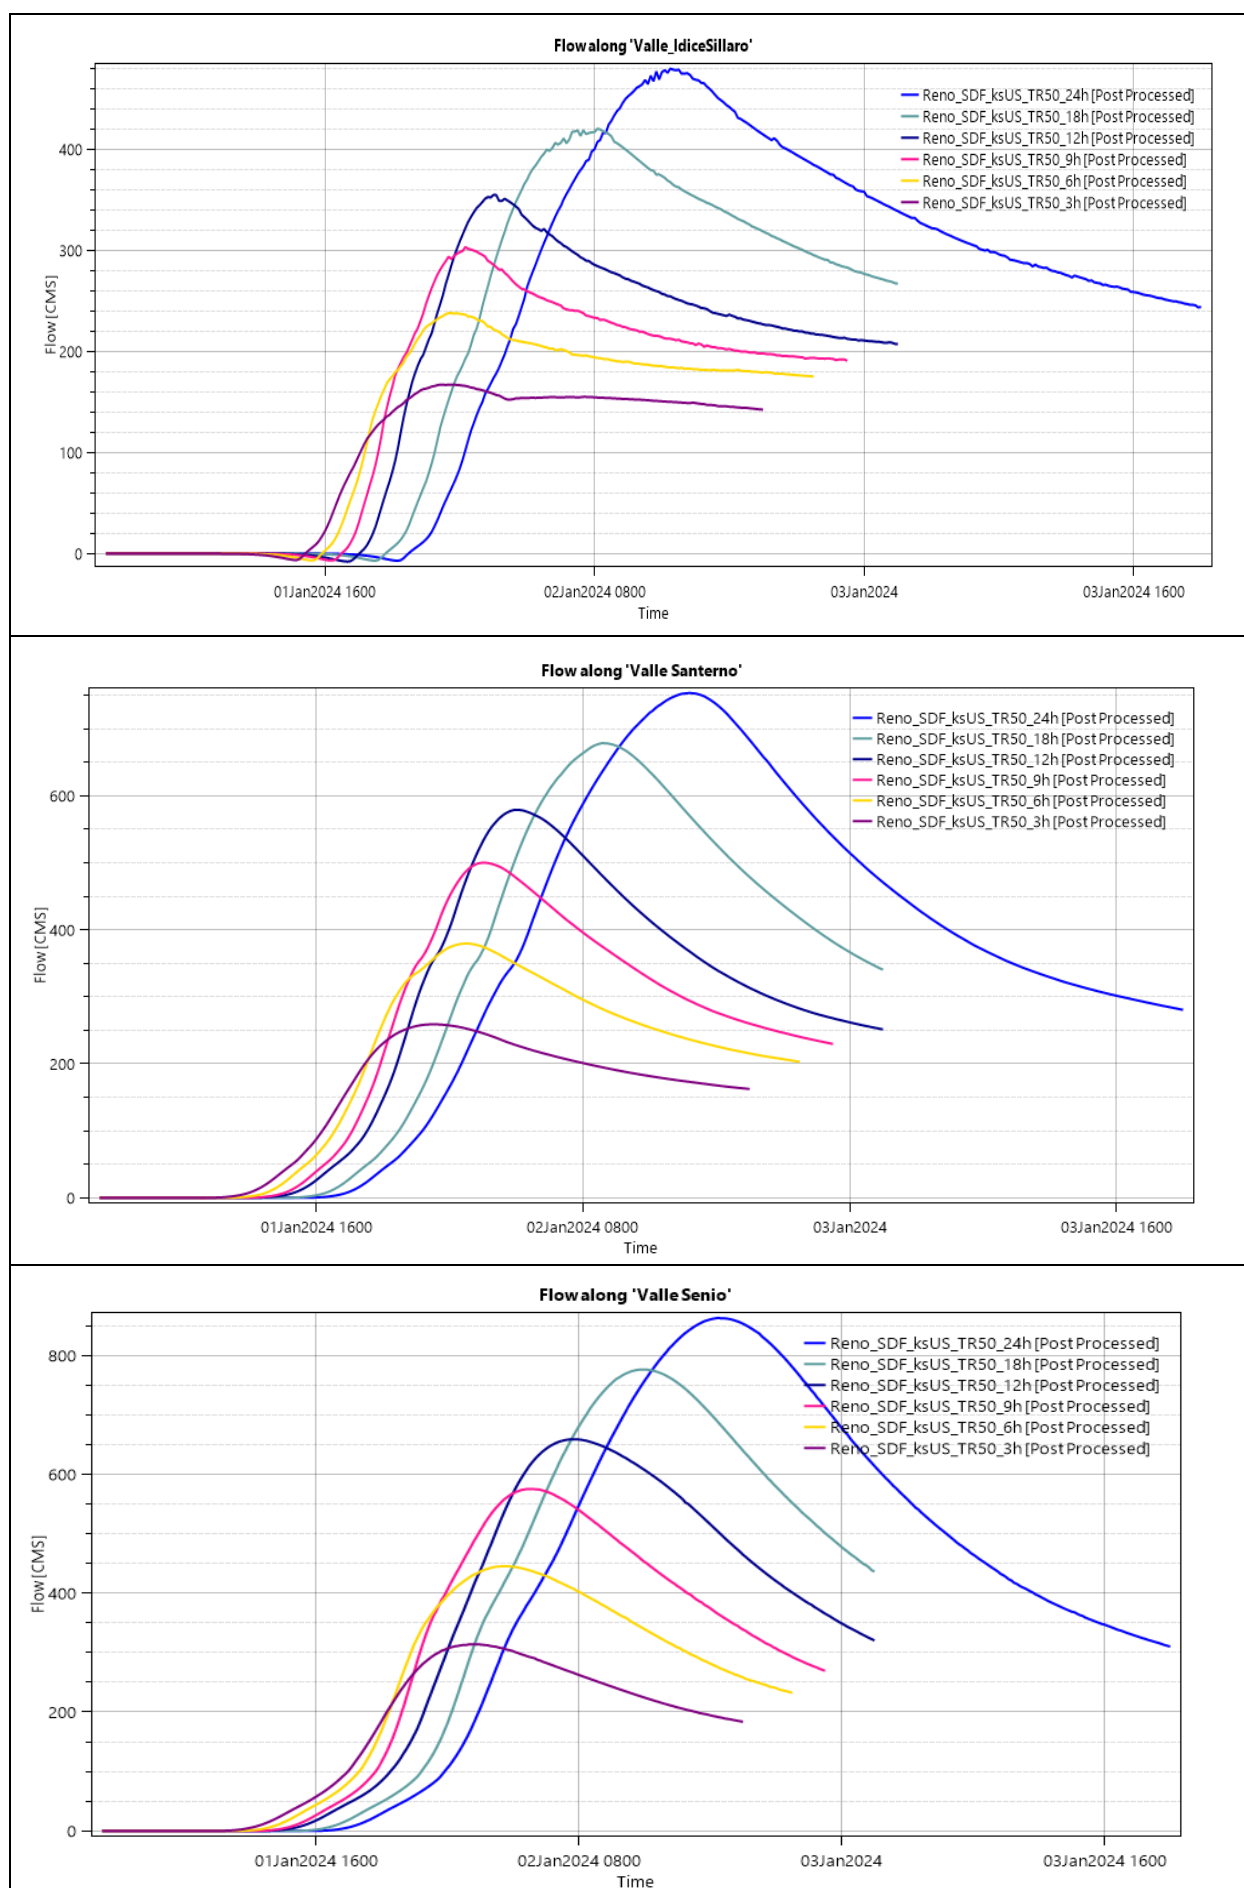 Flow along 'Valle_IdiceSillaro'
Reno_SDF_ksUS_TR50_24h [Post Processed]
Reno_SDF_ksUS_TR50_18h [Post Processed]
Reno_SDF_ksUS_TR50_12h [Post Processed]
Reno_SDF_ksUS_TR50_9h [Post Processed]
Reno_SDF_ksUS_TR50_6h [Post Processed]
Reno_SDF_ksUS_TR50_3h [Post Processed]
400
300
200
100
0
Flow [CMS]
01Jan2024 1600
02Jan2024 0800
03Jan2024
03Jan2024 1600
Time
Flow along 'Valle Santerno'
Reno_SDF_ksUS_TR50_24h [Post Processed]
Reno_SDF_ksUS_TR50_18h [Post Processed]
Reno_SDF_ksUS_TR50_12h [Post Processed]
Reno_SDF_ksUS_TR50_9h [Post Processed]
Reno_SDF_ksUS_TR50_6h [Post Processed]
Reno_SDF_ksUS_TR50_3h [Post Processed]
600
400
200
0
Flow [CMS]
01Jan2024 1600
02Jan2024 0800
03Jan2024
03Jan2024 1600
Time
Flow along 'Valle Senio'
Reno_SDF_ksUS_TR50_24h [Post Processed]
Reno_SDF_ksUS_TR50_18h [Post Processed]
Reno_SDF_ksUS_TR50_12h [Post Processed]
Reno_SDF_ksUS_TR50_9h [Post Processed]
Reno_SDF_ksUS_TR50_6h [Post Processed]
Reno_SDF_ksUS_TR50_3h [Post Processed]
800
600
400
200
0
Flow [CMS]
01Jan2024 1600
02Jan2024 0800
03Jan2024
03Jan2024 1600
Time